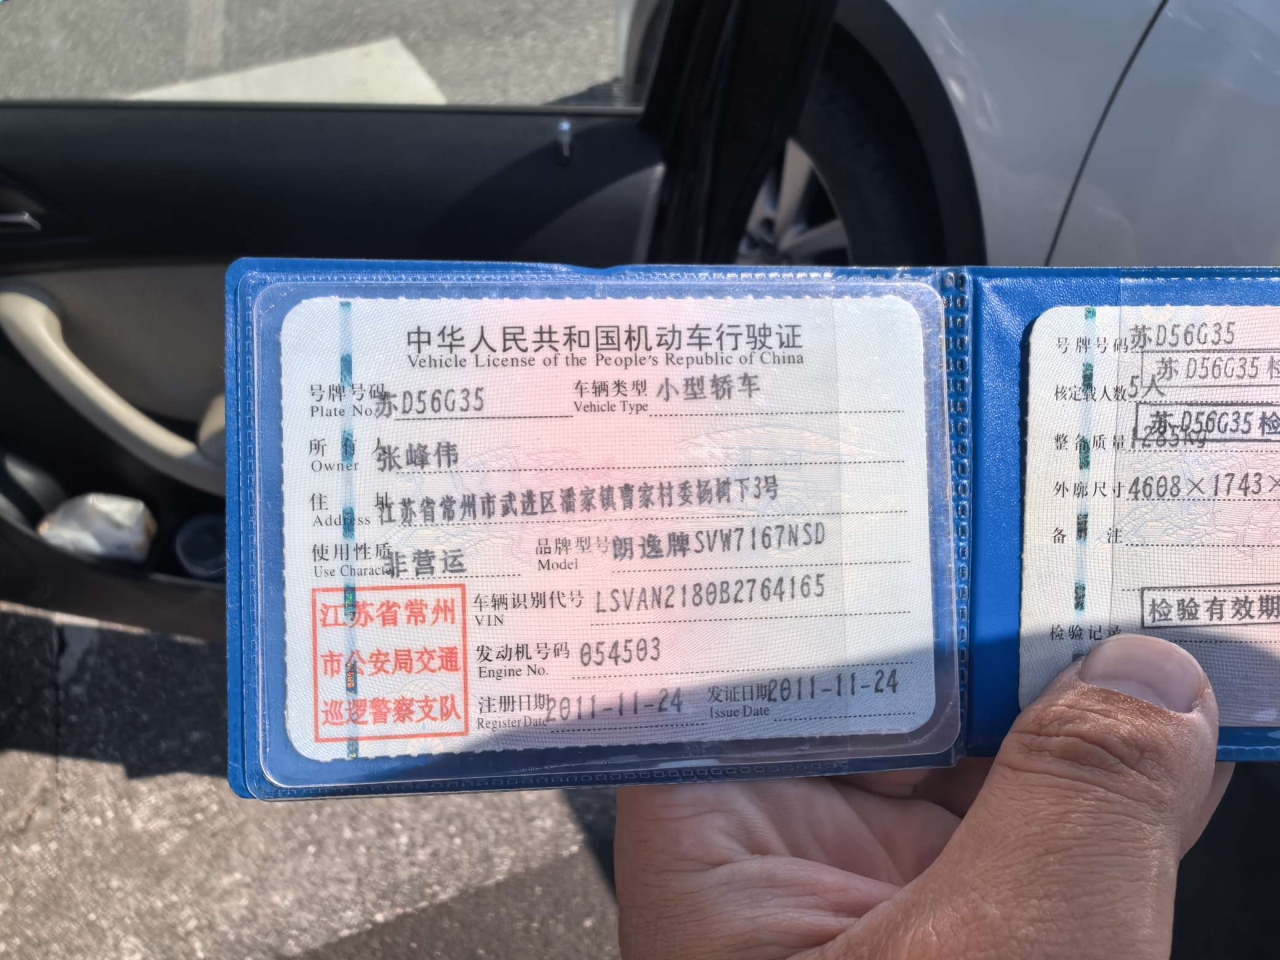 中华人民共和国机动车行驶证
Vehicle License of the People's Republic of China
号牌号码 苏D56G35 车辆类型 小型轿车
Plate No. Vehicle Type
所有人 张峰伟
Owner
住址 江苏省常州市武进区潘家镇曹家村委杨树下3号
Address
使用性质 非营运 品牌型号 朗逸牌SVW7167NSD
Use Character Model
车辆识别代号 LSVAN2180B2764165
VIN
发动机号码 054503
Engine No.
注册日期 2011-11-24 发证日期 2011-11-24
Register Date Issue Date
江苏省常州
市公安局交通
巡逻警察支队
号牌号码 苏D56G35
苏D56G35 检
核定载人数 5人
苏D56G35 检
整备质量 1285Kg
外廓尺寸 4608×1743×
备注
检验有效期
检验记录